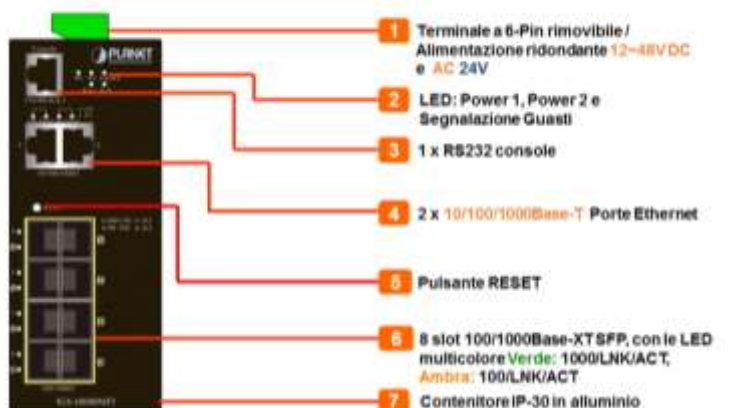 PLANET
1 Terminale a 6-Pin rimovibile /
Alimentazione ridondante 12~48V DC
e AC 24V
2 LED: Power 1, Power 2 e
Segnalazione Guasti
3 1 x RS232 console
4 2 x 10/100/1000Base-T Porte Ethernet
5 Pulsante RESET
6 8 slot 100/1000Base-XT SFP, con le LED
multicolore Verde: 1000/LNK/ACT,
Ambra: 100/LNK/ACT
7 Contenitore IP-30 in alluminio